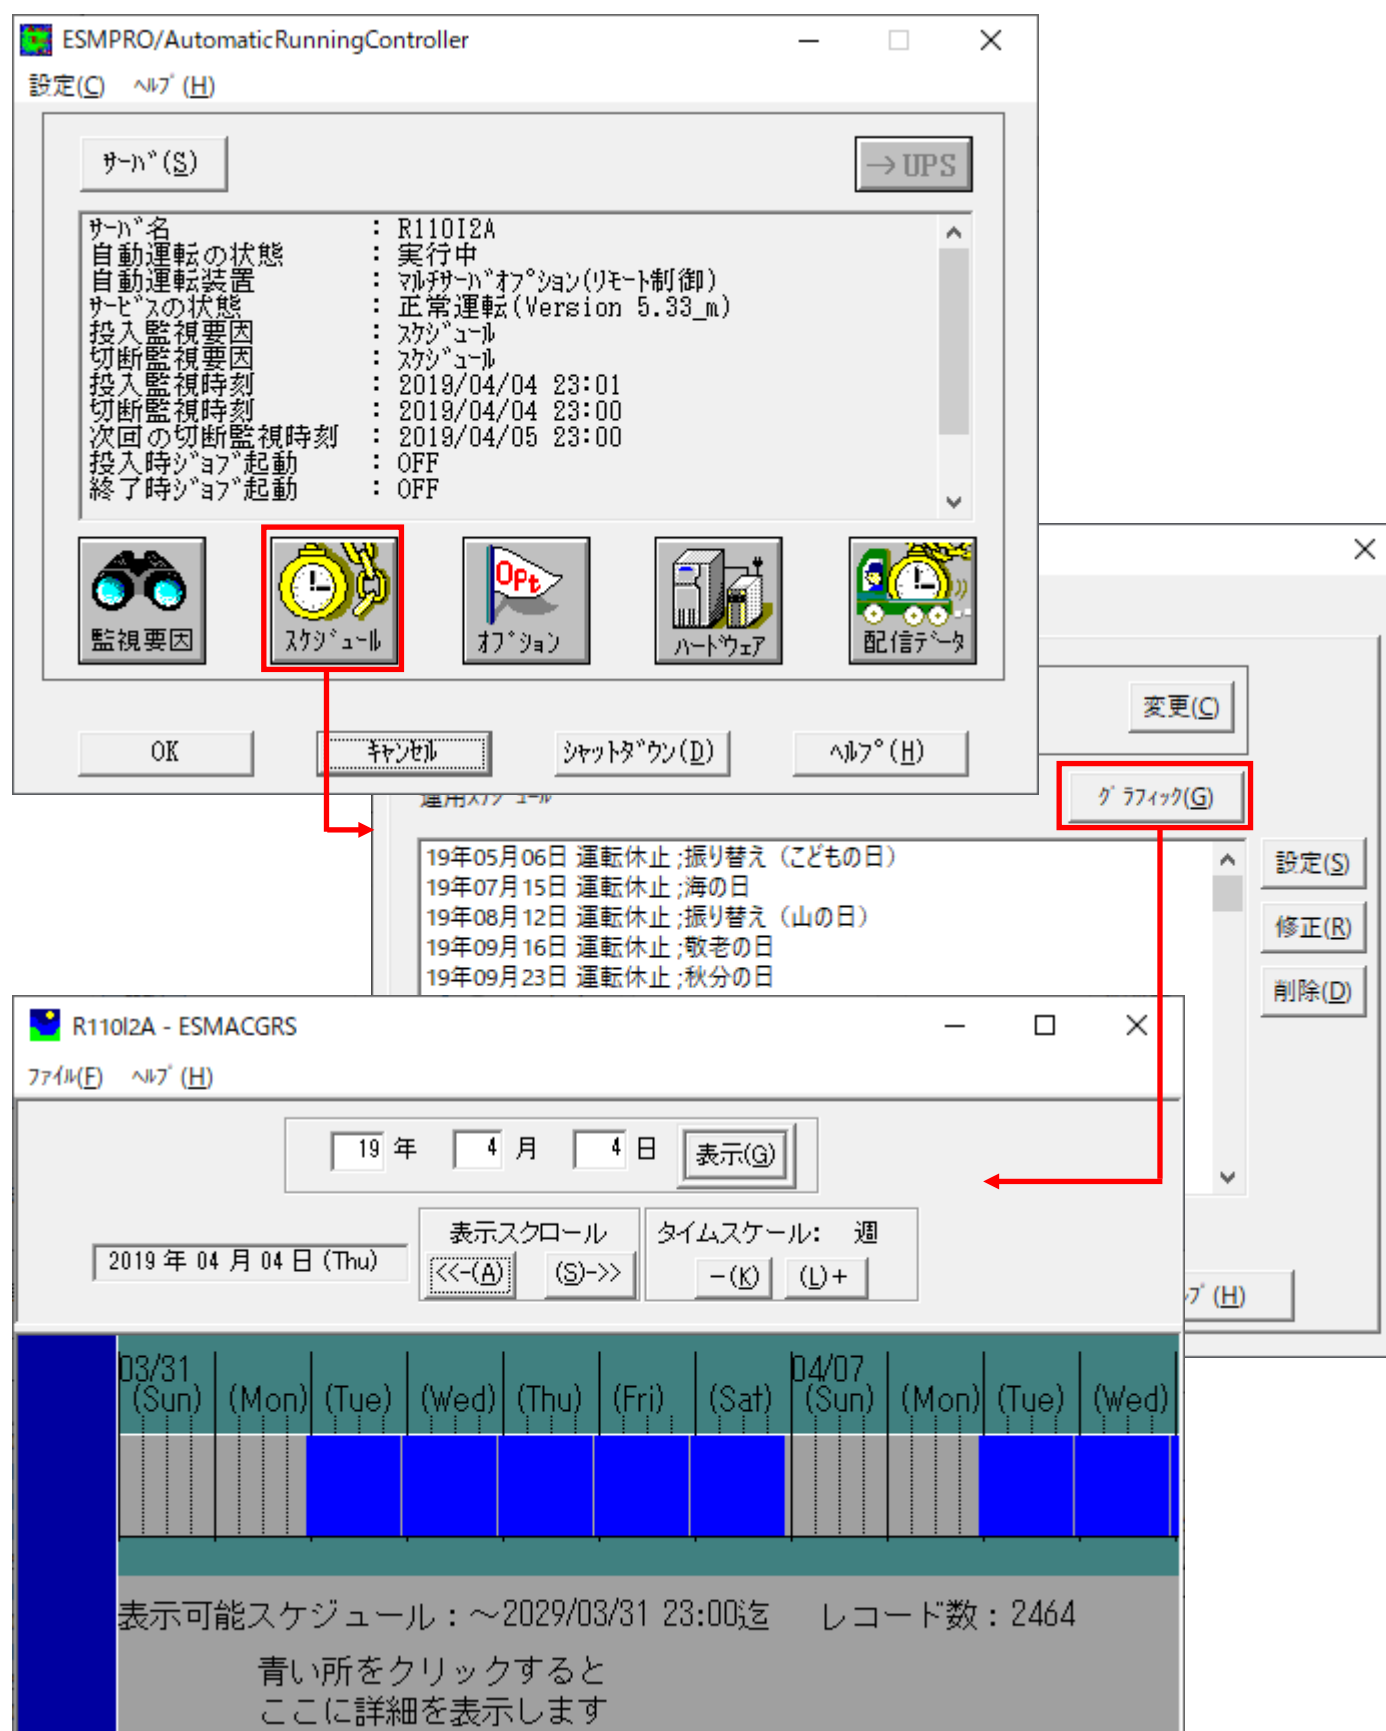 ESMPRO/AutomaticRunningController
設定(C) ﾍﾙﾌﾟ(H)
ｻｰﾊﾞ(S)
→UPS
ｻｰﾊﾞ名 : R110I2A
自動運転の状態 : 実行中
自動運転装置 : ﾏﾙﾁｻｰﾊﾞｵﾌﾟｼｮﾝ(ﾘﾓｰﾄ制御)
ｻｰﾋﾞｽの状態 : 正常運転(Version 5.33_m)
投入監視要因 : ｽｹｼﾞｭｰﾙ
切断監視要因 : ｽｹｼﾞｭｰﾙ
投入監視時刻 : 2019/04/04 23:01
切断監視時刻 : 2019/04/04 23:00
次回の切断監視時刻 : 2019/04/05 23:00
投入時ｼﾞｮﾌﾞ起動 : OFF
終了時ｼﾞｮﾌﾞ起動 : OFF
監視要因
ｽｹｼﾞｭｰﾙ
Opt
ｵﾌﾟｼｮﾝ
ﾊｰﾄﾞｳｪｱ
配信ﾃﾞｰﾀ
OK
ｷｬﾝｾﾙ
ｼｬｯﾄﾀﾞｳﾝ(D)
ﾍﾙﾌﾟ(H)
変更(C)
運用ｽｹｼﾞｭｰﾙ
ｸﾞﾗﾌｨｯｸ(G)
19年05月06日 運転休止 ;振り替え（こどもの日）
19年07月15日 運転休止 ;海の日
19年08月12日 運転休止 ;振り替え（山の日）
19年09月16日 運転休止 ;敬老の日
19年09月23日 運転休止 ;秋分の日
設定(S)
修正(R)
削除(D)
ﾌﾟ(H)
R110I2A - ESMACGRS
ﾌｧｲﾙ(F) ﾍﾙﾌﾟ(H)
19 年 4 月 4 日 表示(G)
2019 年 04 月 04 日 (Thu)
表示スクロール
<<-(A) (S)->>
タイムスケール： 週
-(K) (L)+
03/31 04/07
(Sun) (Mon) (Tue) (Wed) (Thu) (Fri) (Sat) (Sun) (Mon) (Tue) (Wed)
表示可能スケジュール：～2029/03/31 23:00迄 レコード数：2464
青い所をクリックすると
ここに詳細を表示します